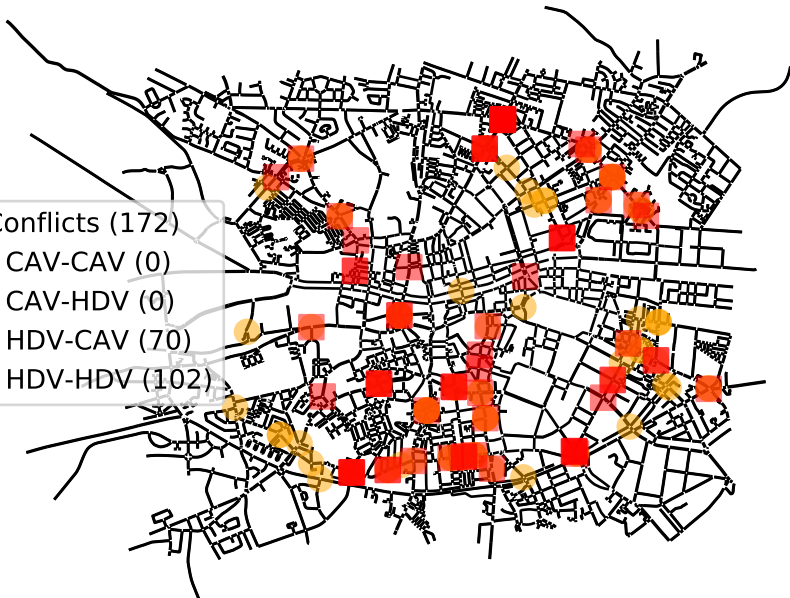 Conflicts (172)
CAV-CAV (0)
CAV-HDV (0)
HDV-CAV (70)
HDV-HDV (102)